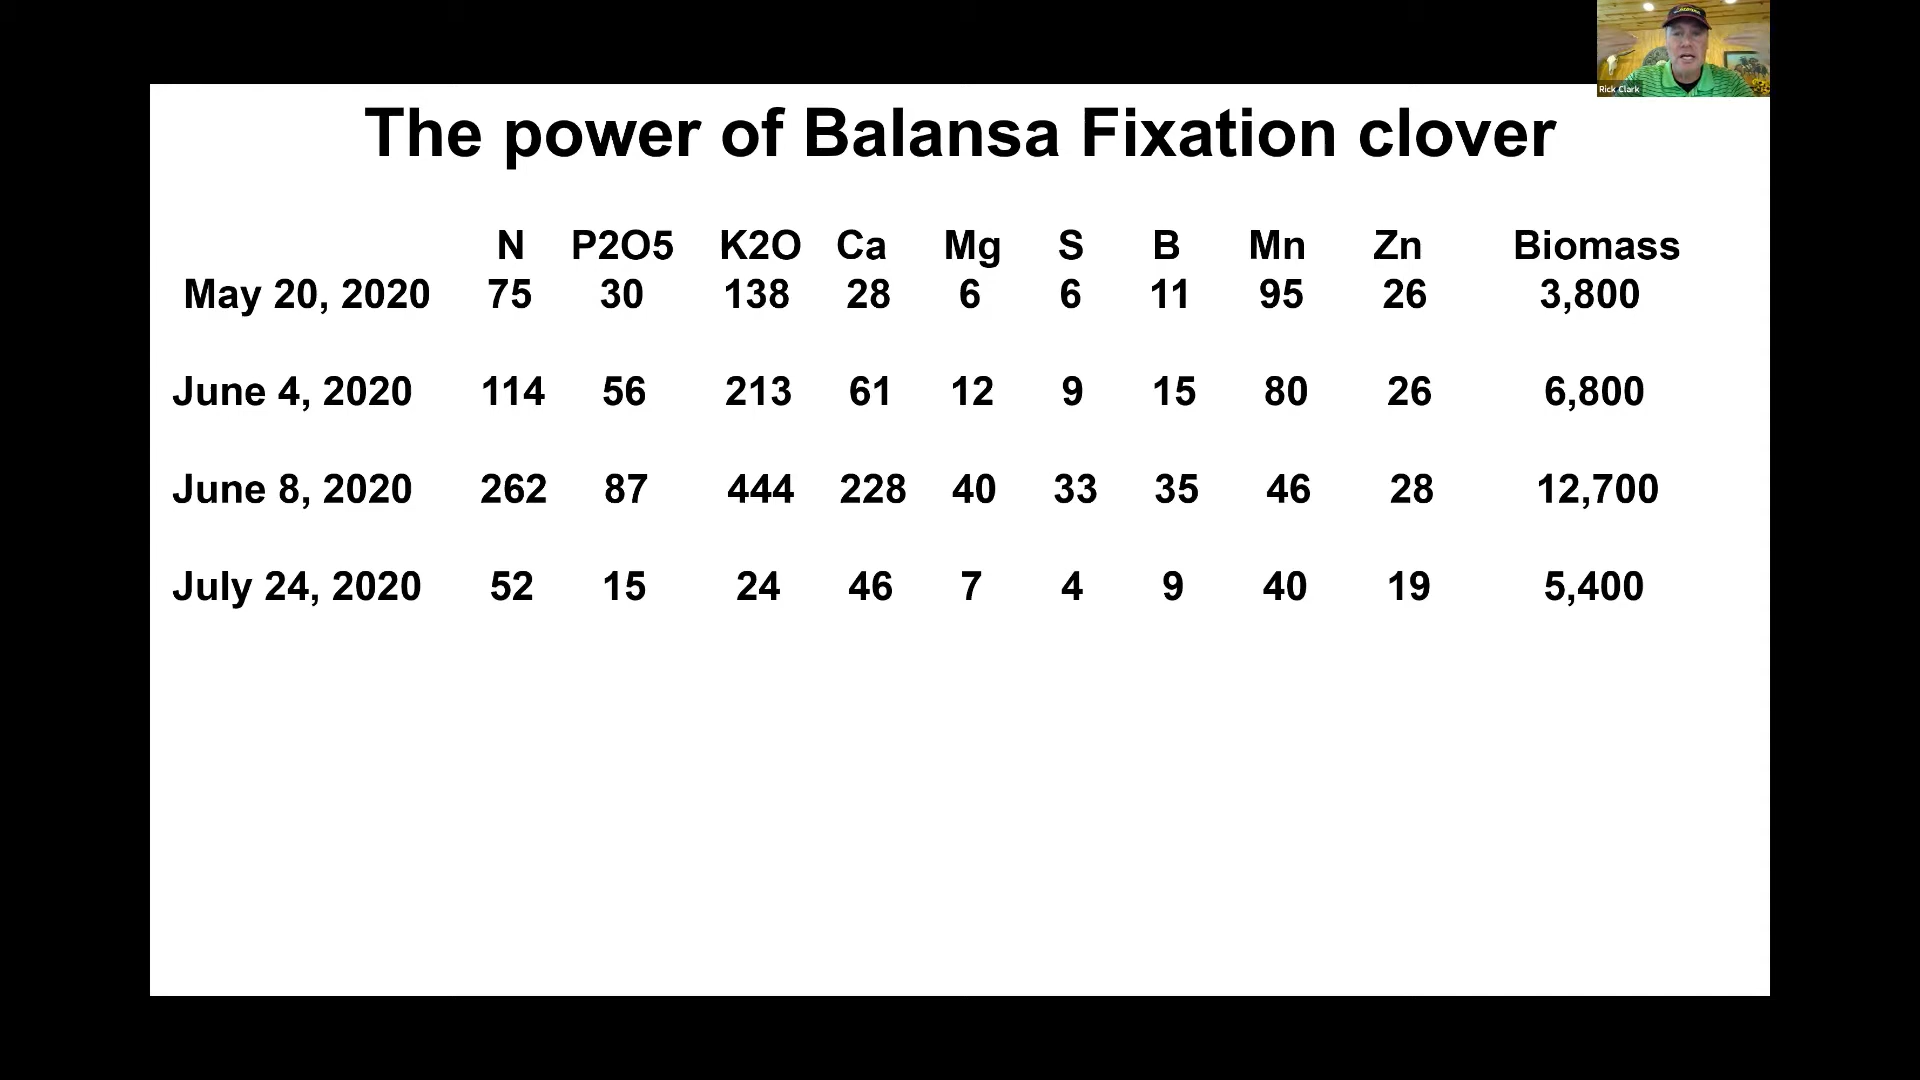 Rick Clark
The power of Balansa Fixation clover
N P2O5 K2O Ca Mg S B Mn Zn Biomass
May 20, 2020 75 30 138 28 6 6 11 95 26 3,800
June 4, 2020 114 56 213 61 12 9 15 80 26 6,800
June 8, 2020 262 87 444 228 40 33 35 46 28 12,700
July 24, 2020 52 15 24 46 7 4 9 40 19 5,400